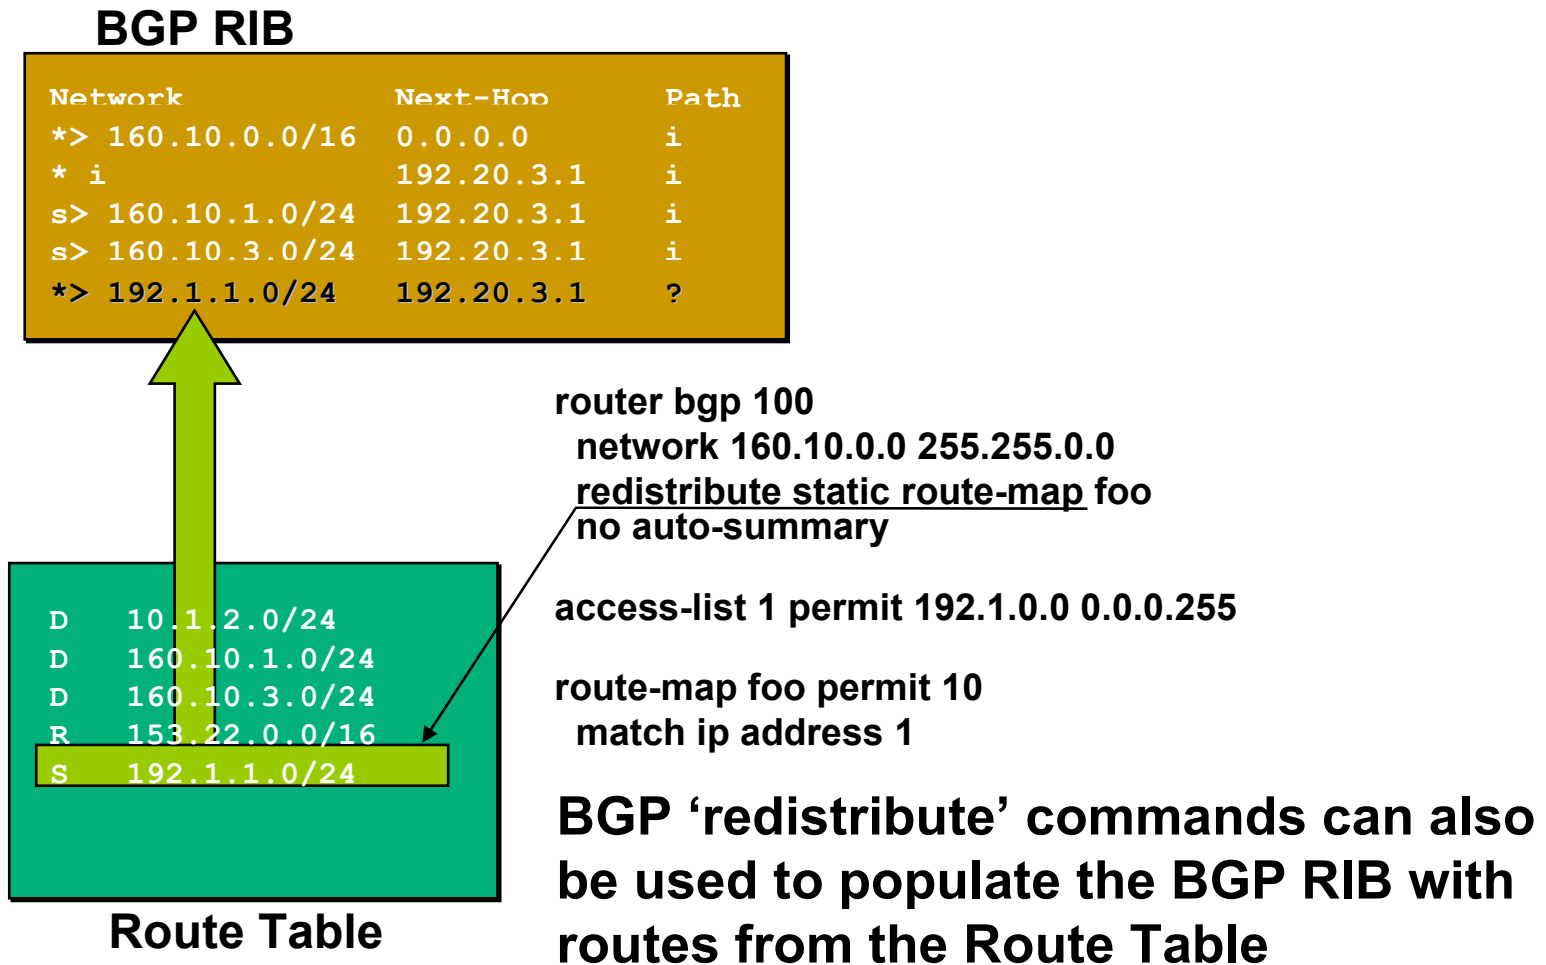 BGP RIB
Network Next-Hop Path
*> 160.10.0.0/16 0.0.0.0 i
* i 192.20.3.1 i
s> 160.10.1.0/24 192.20.3.1 i
s> 160.10.3.0/24 192.20.3.1 i
*> 192.1.1.0/24 192.20.3.1 ?
router bgp 100
network 160.10.0.0 255.255.0.0
redistribute static route-map foo
no auto-summary
access-list 1 permit 192.1.0.0 0.0.0.255
route-map foo permit 10
match ip address 1
D 10.1.2.0/24
D 160.10.1.0/24
D 160.10.3.0/24
R 153.22.0.0/16
S 192.1.1.0/24
Route Table
BGP ‘redistribute’ commands can also
be used to populate the BGP RIB with
routes from the Route Table